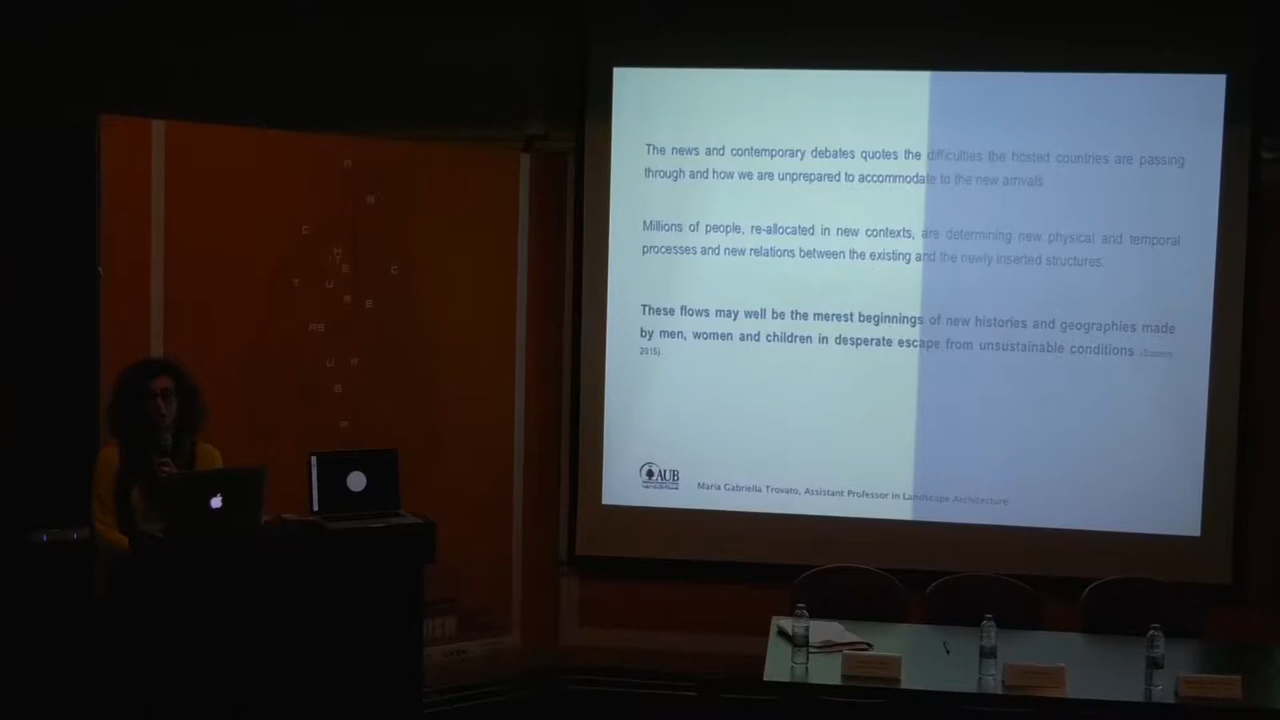 The news and contemporary debates quotes the difficulties the hosted countries are passing
through and how we are unprepared to accommodate to the new arrivals
Millions of people, re-allocated in new contexts, are determining new physical and temporal
processes and new relations between the existing and the newly inserted structures.
These flows may well be the merest beginnings of new histories and geographies made
by men, women and children in desperate escape from unsustainable conditions
2015).
AUB
Maria Gabriella Trovato, Assistant Professor in Landscape Architecture